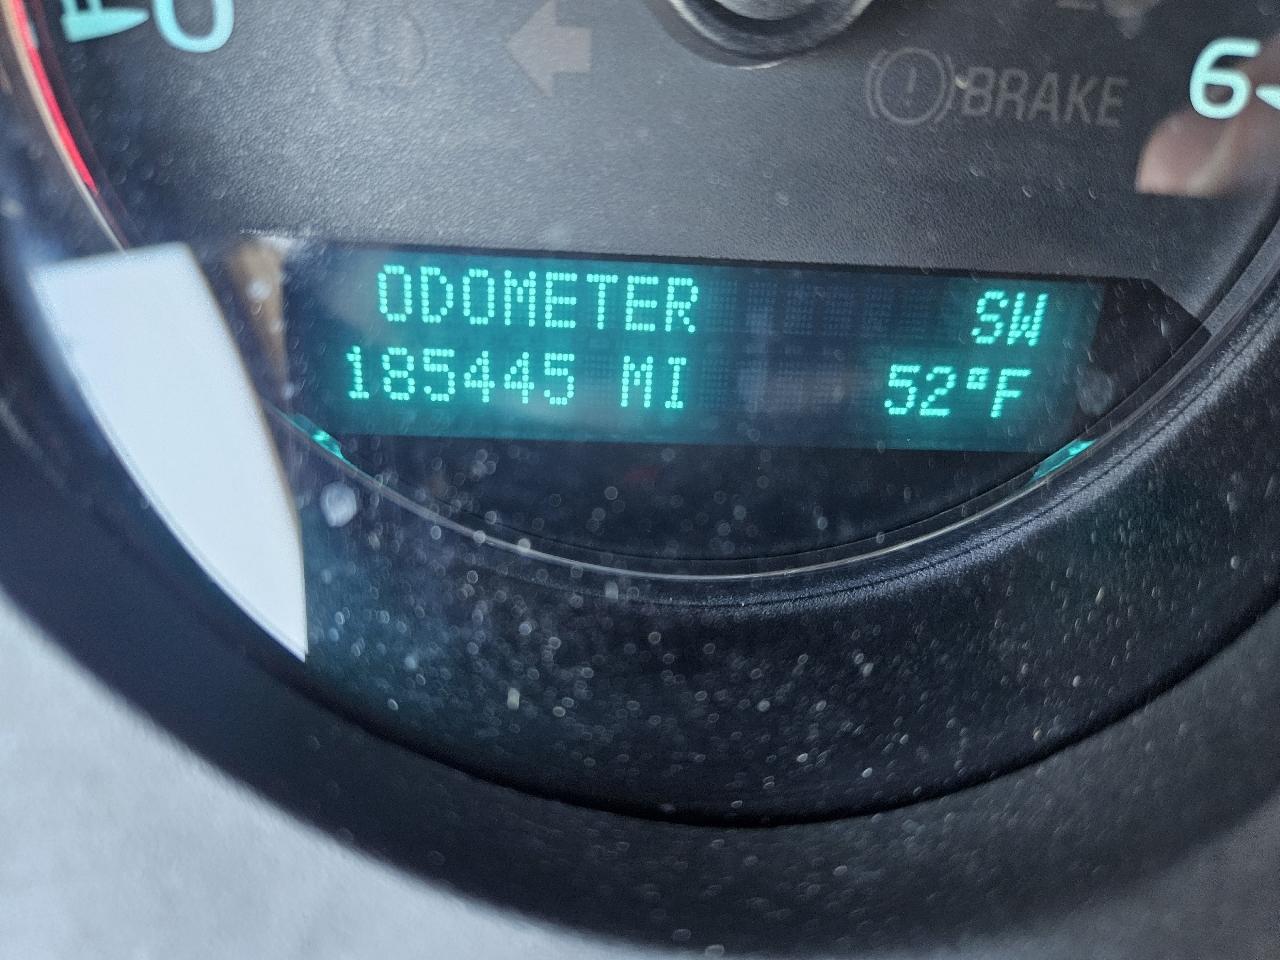 BRAKE
ODOMETER SW
185445 MI 52°F